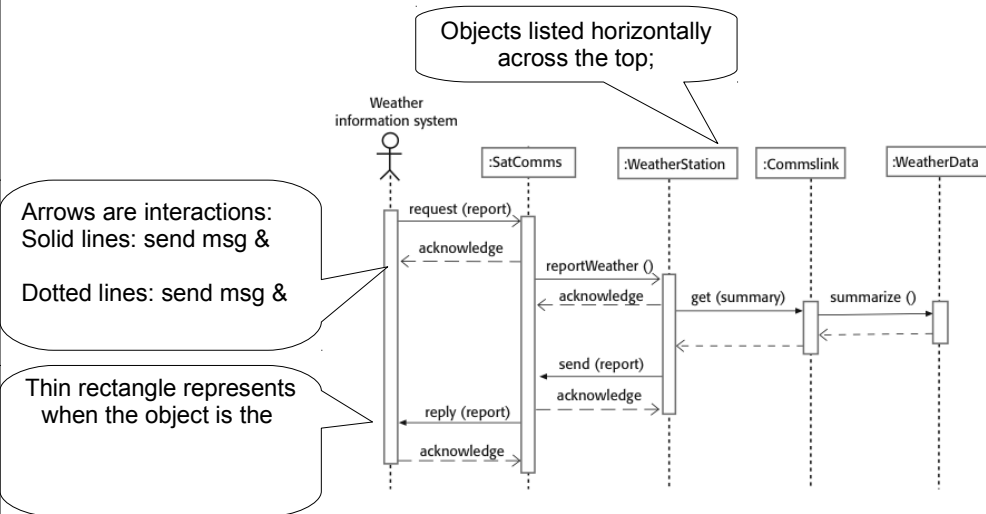 Objects listed horizontally
across the top;
Weather
information system
:SatComms
:WeatherStation
:Commslink
:WeatherData
Arrows are interactions:
Solid lines: send msg &
Dotted lines: send msg &
request (report)
acknowledge
reportWeather ()
acknowledge
get (summary)
summarize ()
send (report)
acknowledge
reply (report)
acknowledge
Thin rectangle represents
when the object is the